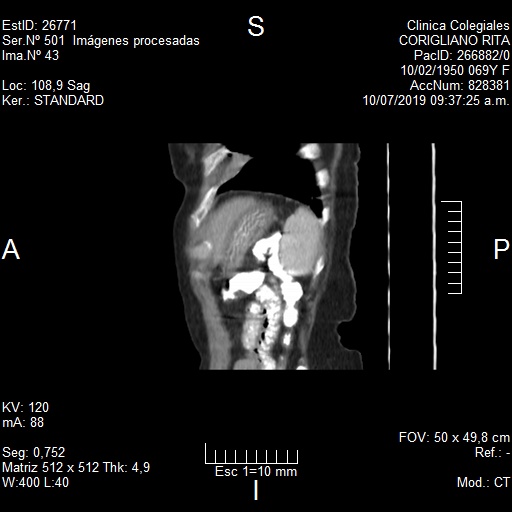 EstID: 26771
Ser.Nº 501 Imágenes procesadas
Ima.Nº 43
Loc: 108,9 Sag
Ker.: STANDARD
S
Clinica Colegiales
CORIGLIANO RITA
PacID: 266882/0
10/02/1950 069Y F
AccNum: 828381
10/07/2019 09:37:25 a.m.
A
P
KV: 120
mA: 88
Seg: 0,752
Matriz 512 x 512 Thk: 4,9
W:400 L:40
Esc 1=10 mm
I
FOV: 50 x 49,8 cm
Ref.: -
Mod.: CT